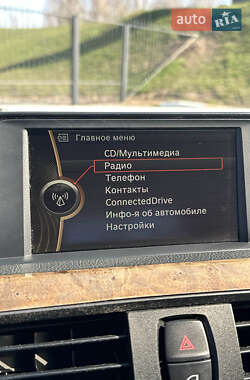 AUTO
RIA
Главное меню
CD/Мультимедиа
Радио
Телефон
Контакты
ConnectedDrive
Инфо-я об автомобиле
Настройки